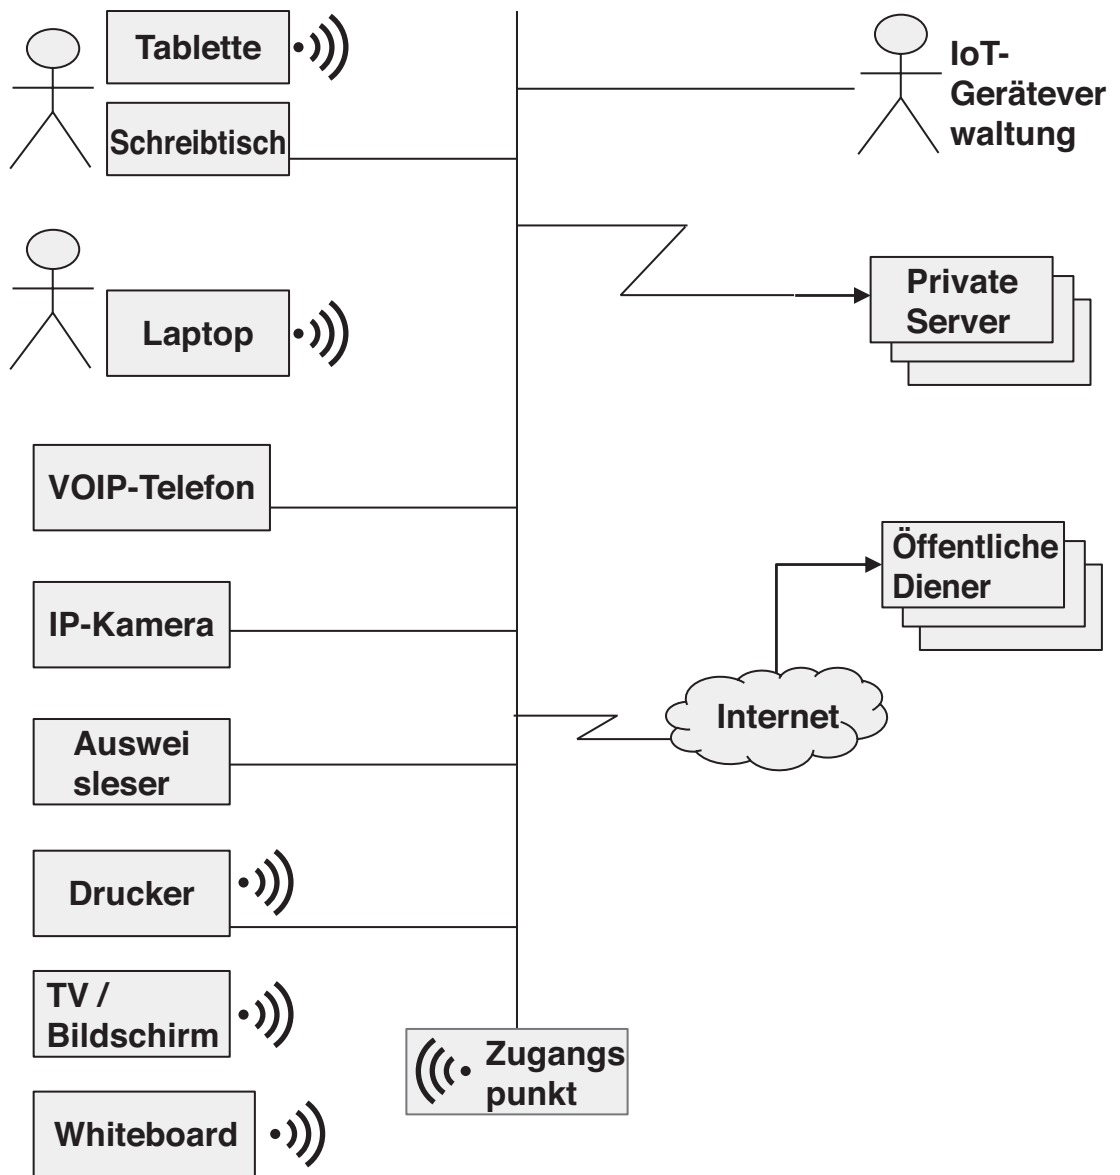 Tablette
Schreibtisch
IoT-
Gerätever
waltung
Laptop
Private
Server
VOIP-Telefon
Öffentliche
Diener
IP-Kamera
Internet
Auswei
sleser
Drucker
TV /
Bildschirm
Zugangs
punkt
Whiteboard